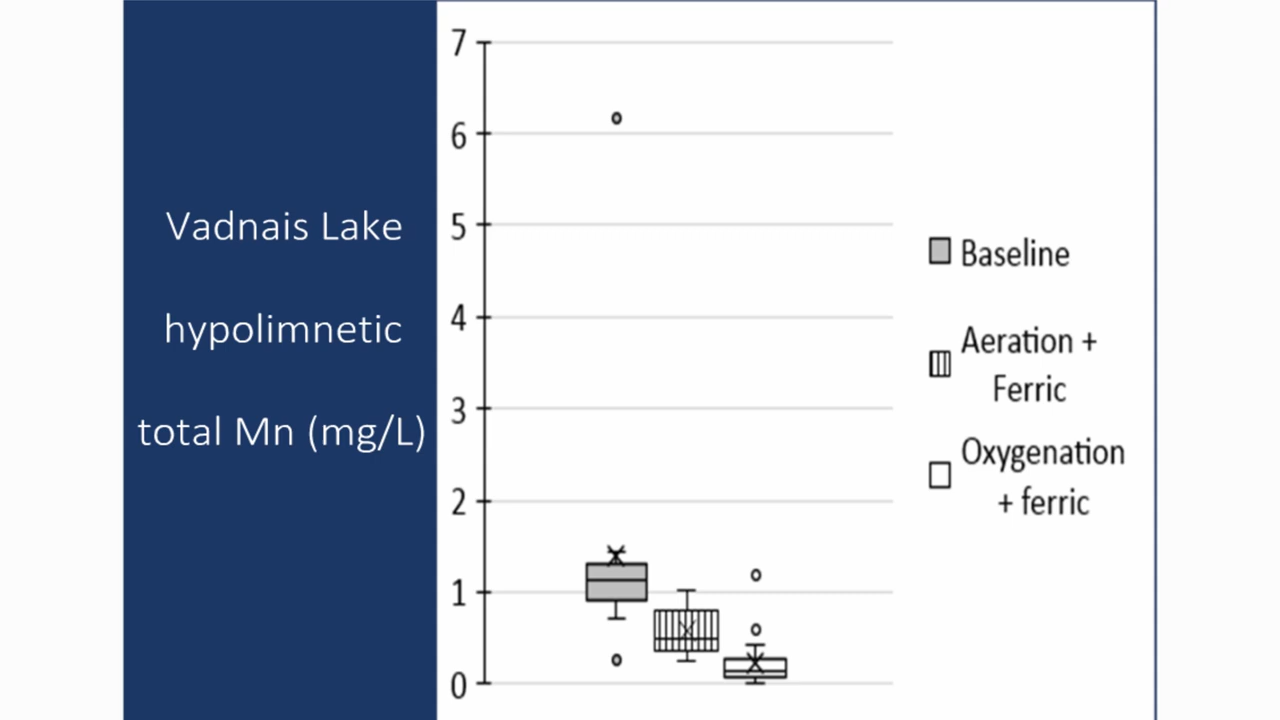 Vadnais Lake
hypolimnetic
total Mn (mg/L)
7
6
5
4
3
2
1
0
Baseline
Aeration +
Ferric
Oxygenation
+ ferric